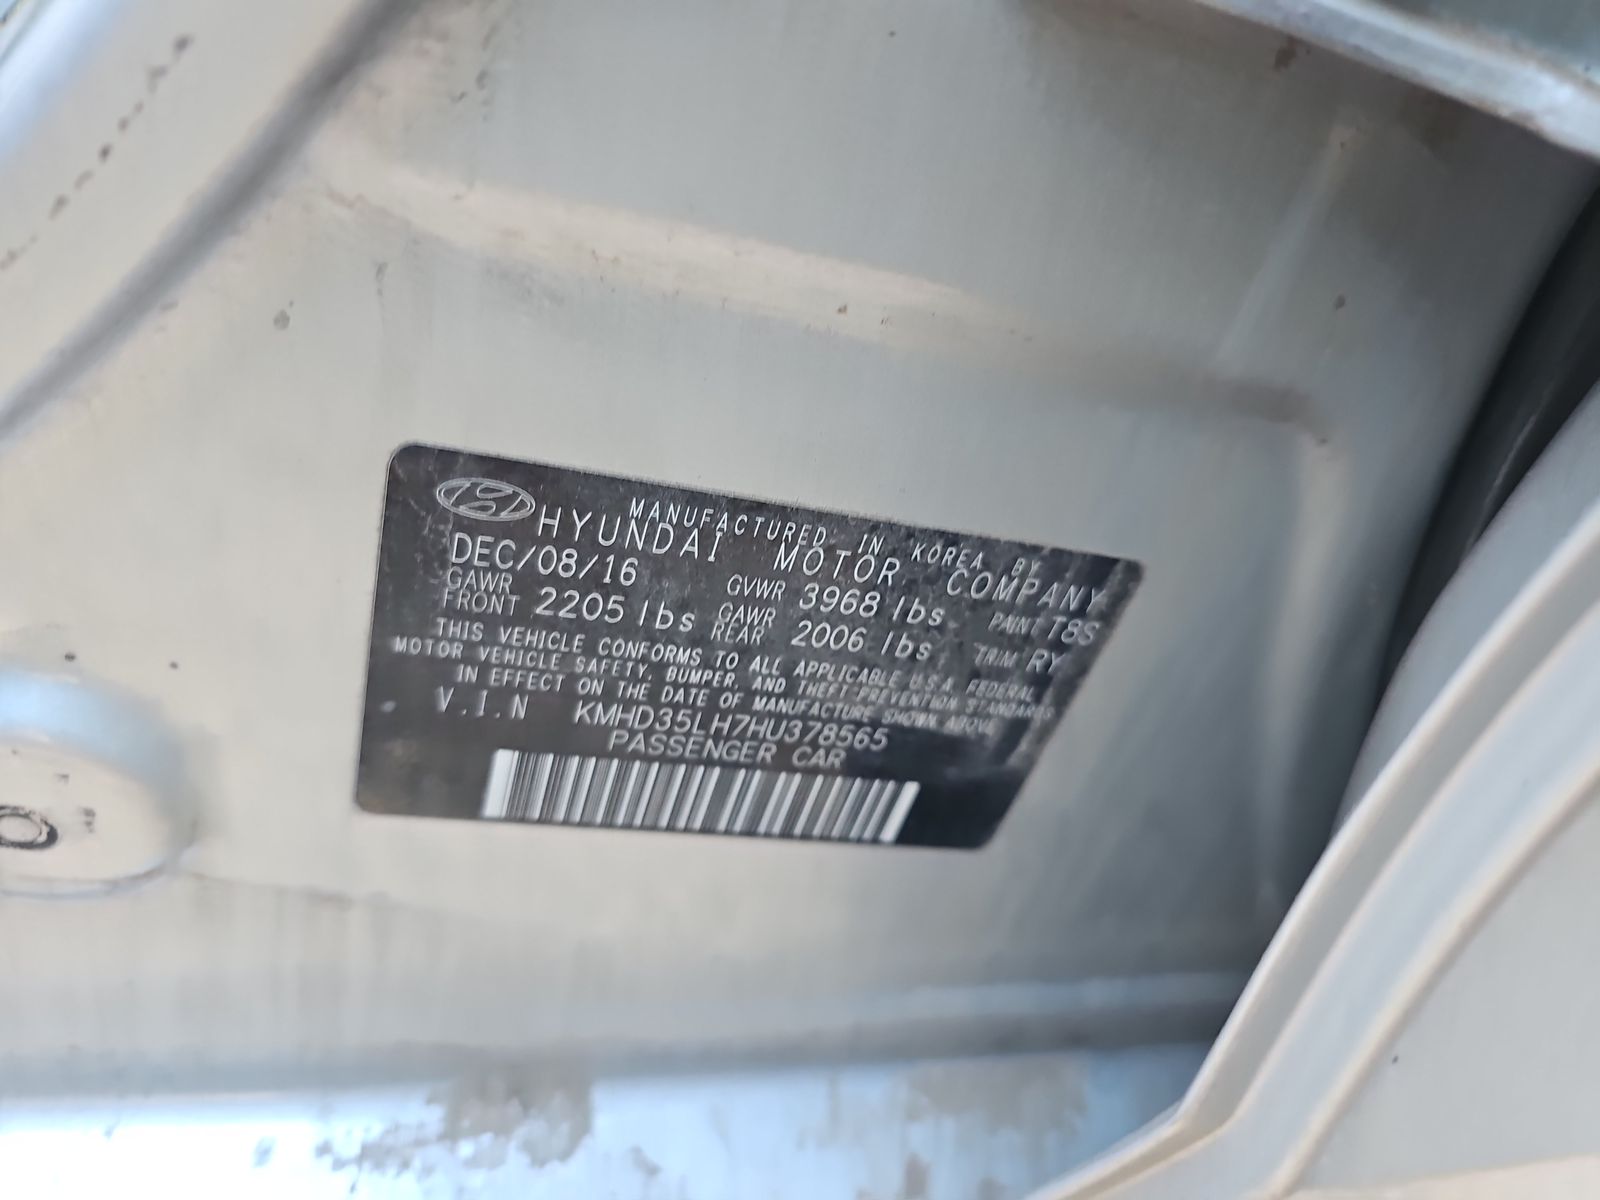 MANUFACTURED IN KOREA BY
HYUNDAI MOTOR COMPANY
DEC/08/16 GVWR 3968 lbs PAINT T8S
GAWR FRONT 2205 lbs GAWR REAR 2006 lbs TRIM RY
THIS VEHICLE CONFORMS TO ALL APPLICABLE U.S.A. FEDERAL
MOTOR VEHICLE SAFETY, BUMPER, AND THEFT PREVENTION STANDARDS
IN EFFECT ON THE DATE OF MANUFACTURE SHOWN ABOVE
V.I.N KMHD35LH7HU378565
PASSENGER CAR